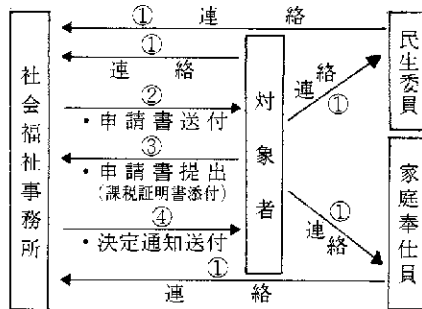 ① 連絡
① 連絡
社会福祉事務所
② ・申請書送付
③ ・申請書提出
(課税証明書添付)
④ ・決定通知送付
対象者
連絡 ①
① 連絡
民生委員
家庭奉仕員
① 連絡